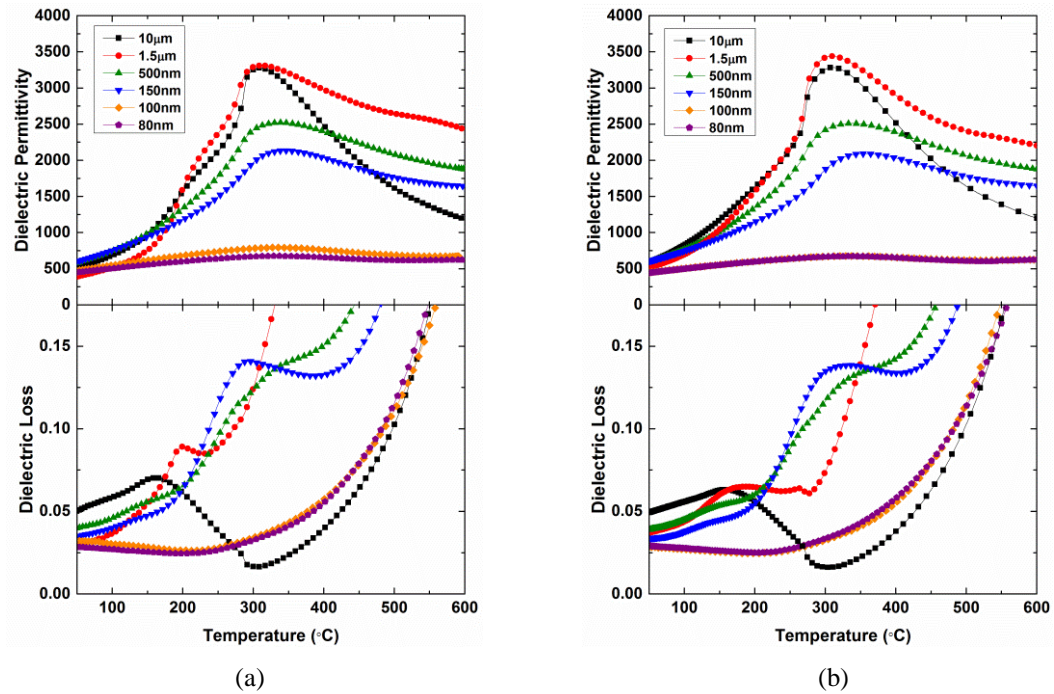 4000
3500
3000
2500
2000
1500
1000
500
0
Dielectric Permittivity
10μm
1.5μm
500nm
150nm
100nm
80nm
0.15
0.10
0.05
0.00
Dielectric Loss
100 200 300 400 500 600
Temperature (°C)
(a)
4000
3500
3000
2500
2000
1500
1000
500
0
Dielectric Permittivity
10μm
1.5μm
500nm
150nm
100nm
80nm
0.15
0.10
0.05
0.00
Dielectric Loss
100 200 300 400 500 600
Temperature (°C)
(b)